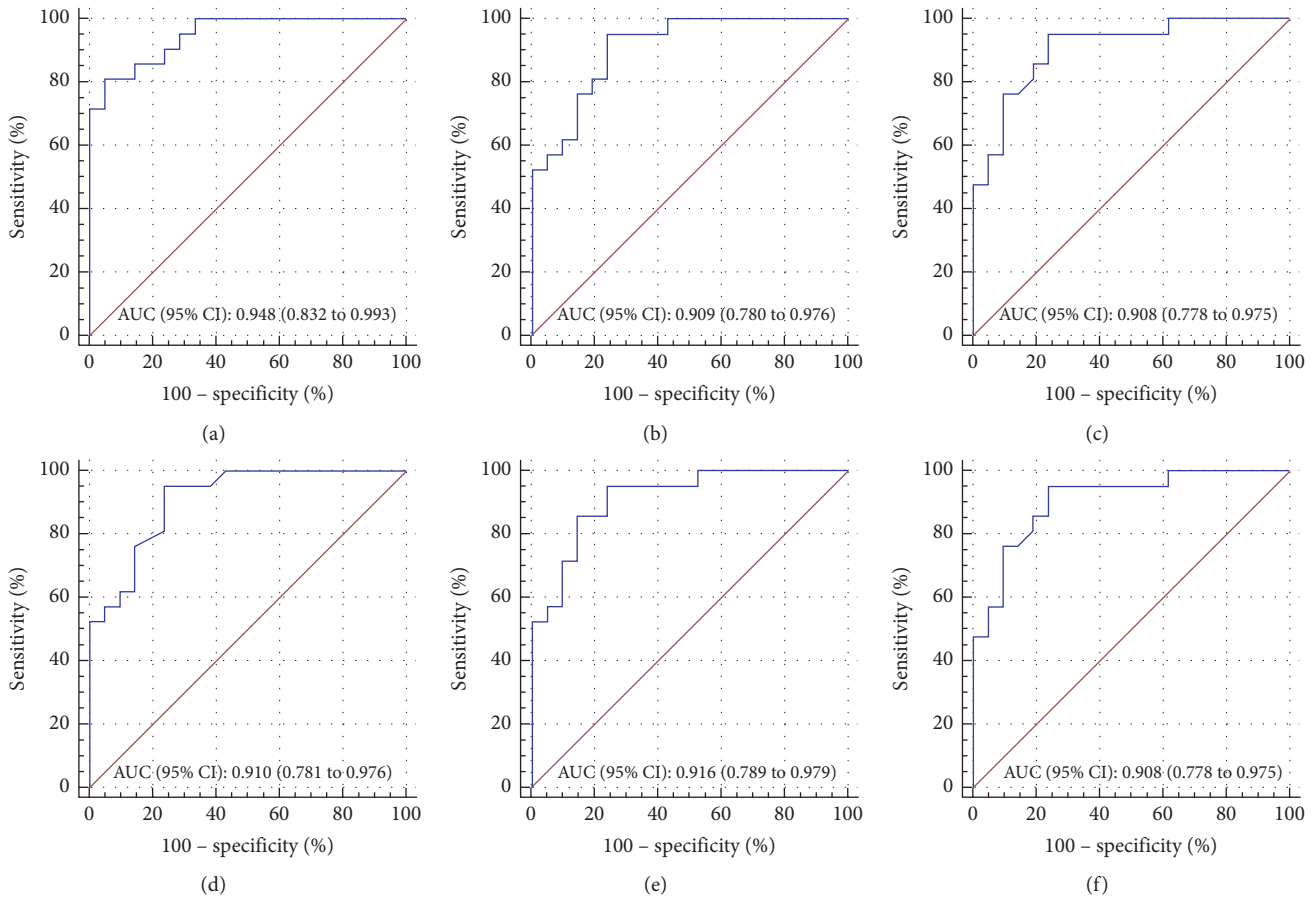 100
80
60
40
20
0
Sensitivity (%)
AUC (95% CI): 0.948 (0.832 to 0.993)
0 20 40 60 80 100
100 – specificity (%)
(a)
100
80
60
40
20
0
Sensitivity (%)
AUC (95% CI): 0.909 (0.780 to 0.976)
0 20 40 60 80 100
100 – specificity (%)
(b)
100
80
60
40
20
0
Sensitivity (%)
AUC (95% CI): 0.908 (0.778 to 0.975)
0 20 40 60 80 100
100 – specificity (%)
(c)
100
80
60
40
20
0
Sensitivity (%)
AUC (95% CI): 0.910 (0.781 to 0.976)
0 20 40 60 80 100
100 – specificity (%)
(d)
100
80
60
40
20
0
Sensitivity (%)
AUC (95% CI): 0.916 (0.789 to 0.979)
0 20 40 60 80 100
100 – specificity (%)
(e)
100
80
60
40
20
0
Sensitivity (%)
AUC (95% CI): 0.908 (0.778 to 0.975)
0 20 40 60 80 100
100 – specificity (%)
(f)